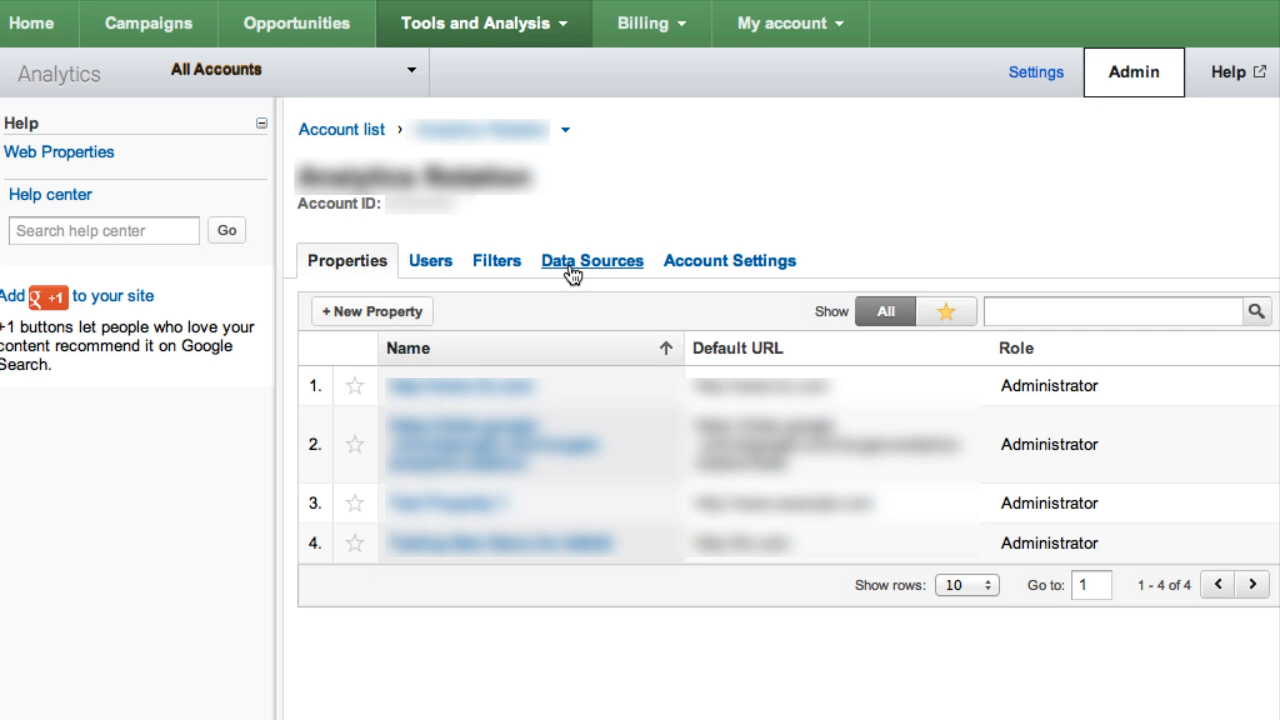 Home Campaigns Opportunities Tools and Analysis Billing My account
Analytics All Accounts Settings Admin Help
Help
Web Properties
Help center
Search help center Go
Add g +1 to your site
+1 buttons let people who love your
content recommend it on Google
Search.
Account list ›
Account ID:
Properties Users Filters Data Sources Account Settings
+ New Property Show All
Name Default URL Role
1. Administrator
2. Administrator
3. Administrator
4. Administrator
Show rows: 10 Go to: 1 1 - 4 of 4